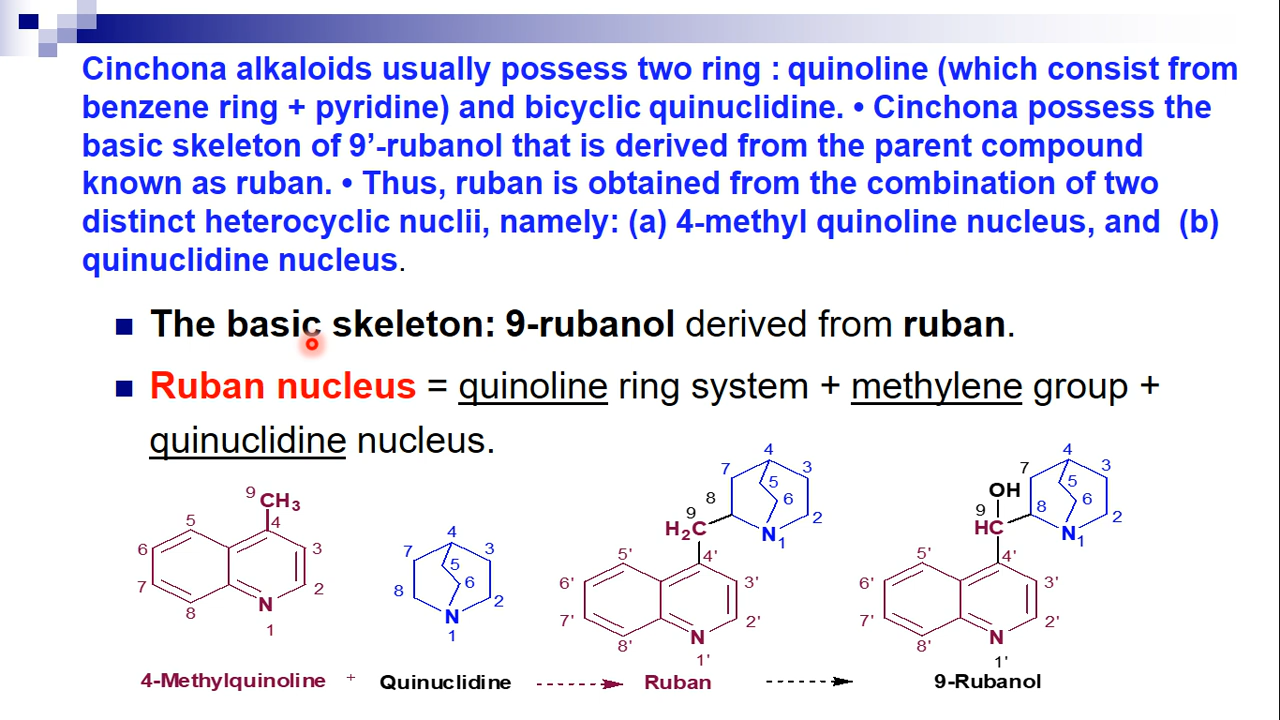 Cinchona alkaloids usually possess two ring : quinoline (which consist from
benzene ring + pyridine) and bicyclic quinuclidine. • Cinchona possess the
basic skeleton of 9’-rubanol that is derived from the parent compound
known as ruban. • Thus, ruban is obtained from the combination of two
distinct heterocyclic nuclii, namely: (a) 4-methyl quinoline nucleus, and (b)
quinuclidine nucleus.
The basic skeleton: 9-rubanol derived from ruban.
Ruban nucleus = quinoline ring system + methylene group +
quinuclidine nucleus.
9
CH3
4
5
6
3
7
2
8
N
1
4
7
3
5
6
8
2
N
1
4
7
3
5
6
8
2
9
H2C
N1
4'
5'
6'
3'
7'
2'
8'
N
1'
4
7
3
OH
5
6
9
8
2
HC
N1
4'
5'
6'
3'
7'
2'
8'
N
1'
4-Methylquinoline + Quinuclidine Ruban 9-Rubanol